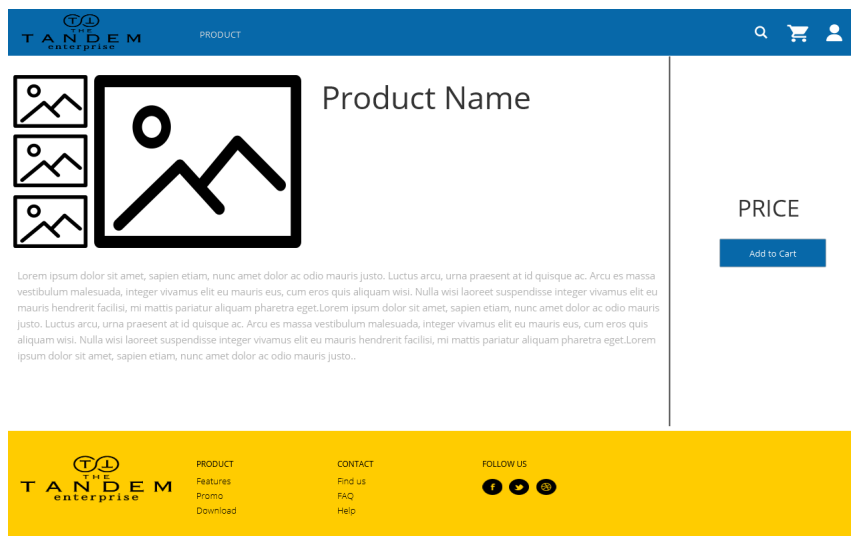 THE
TANDEM
enterprise
PRODUCT
Product Name
PRICE
Add to Cart
Lorem ipsum dolor sit amet, sapien etiam, nunc amet dolor ac odio mauris justo. Luctus arcu, urna praesent at id quisque ac. Arcu es massa
vestibulum malesuada, integer vivamus elit eu mauris eus, cum eros quis aliquam wisi. Nulla wisi laoreet suspendisse integer vivamus elit eu
mauris hendrerit facilisi, mi mattis pariatur aliquam pharetra eget.Lorem ipsum dolor sit amet, sapien etiam, nunc amet dolor ac odio mauris
justo. Luctus arcu, urna praesent at id quisque ac. Arcu es massa vestibulum malesuada, integer vivamus elit eu mauris eus, cum eros quis
aliquam wisi. Nulla wisi laoreet suspendisse integer vivamus elit eu mauris hendrerit facilisi, mi mattis pariatur aliquam pharetra eget.Lorem
ipsum dolor sit amet, sapien etiam, nunc amet dolor ac odio mauris justo..
THE
TANDEM
enterprise
PRODUCT
Features
Promo
Download
CONTACT
Find us
FAQ
Help
FOLLOW US